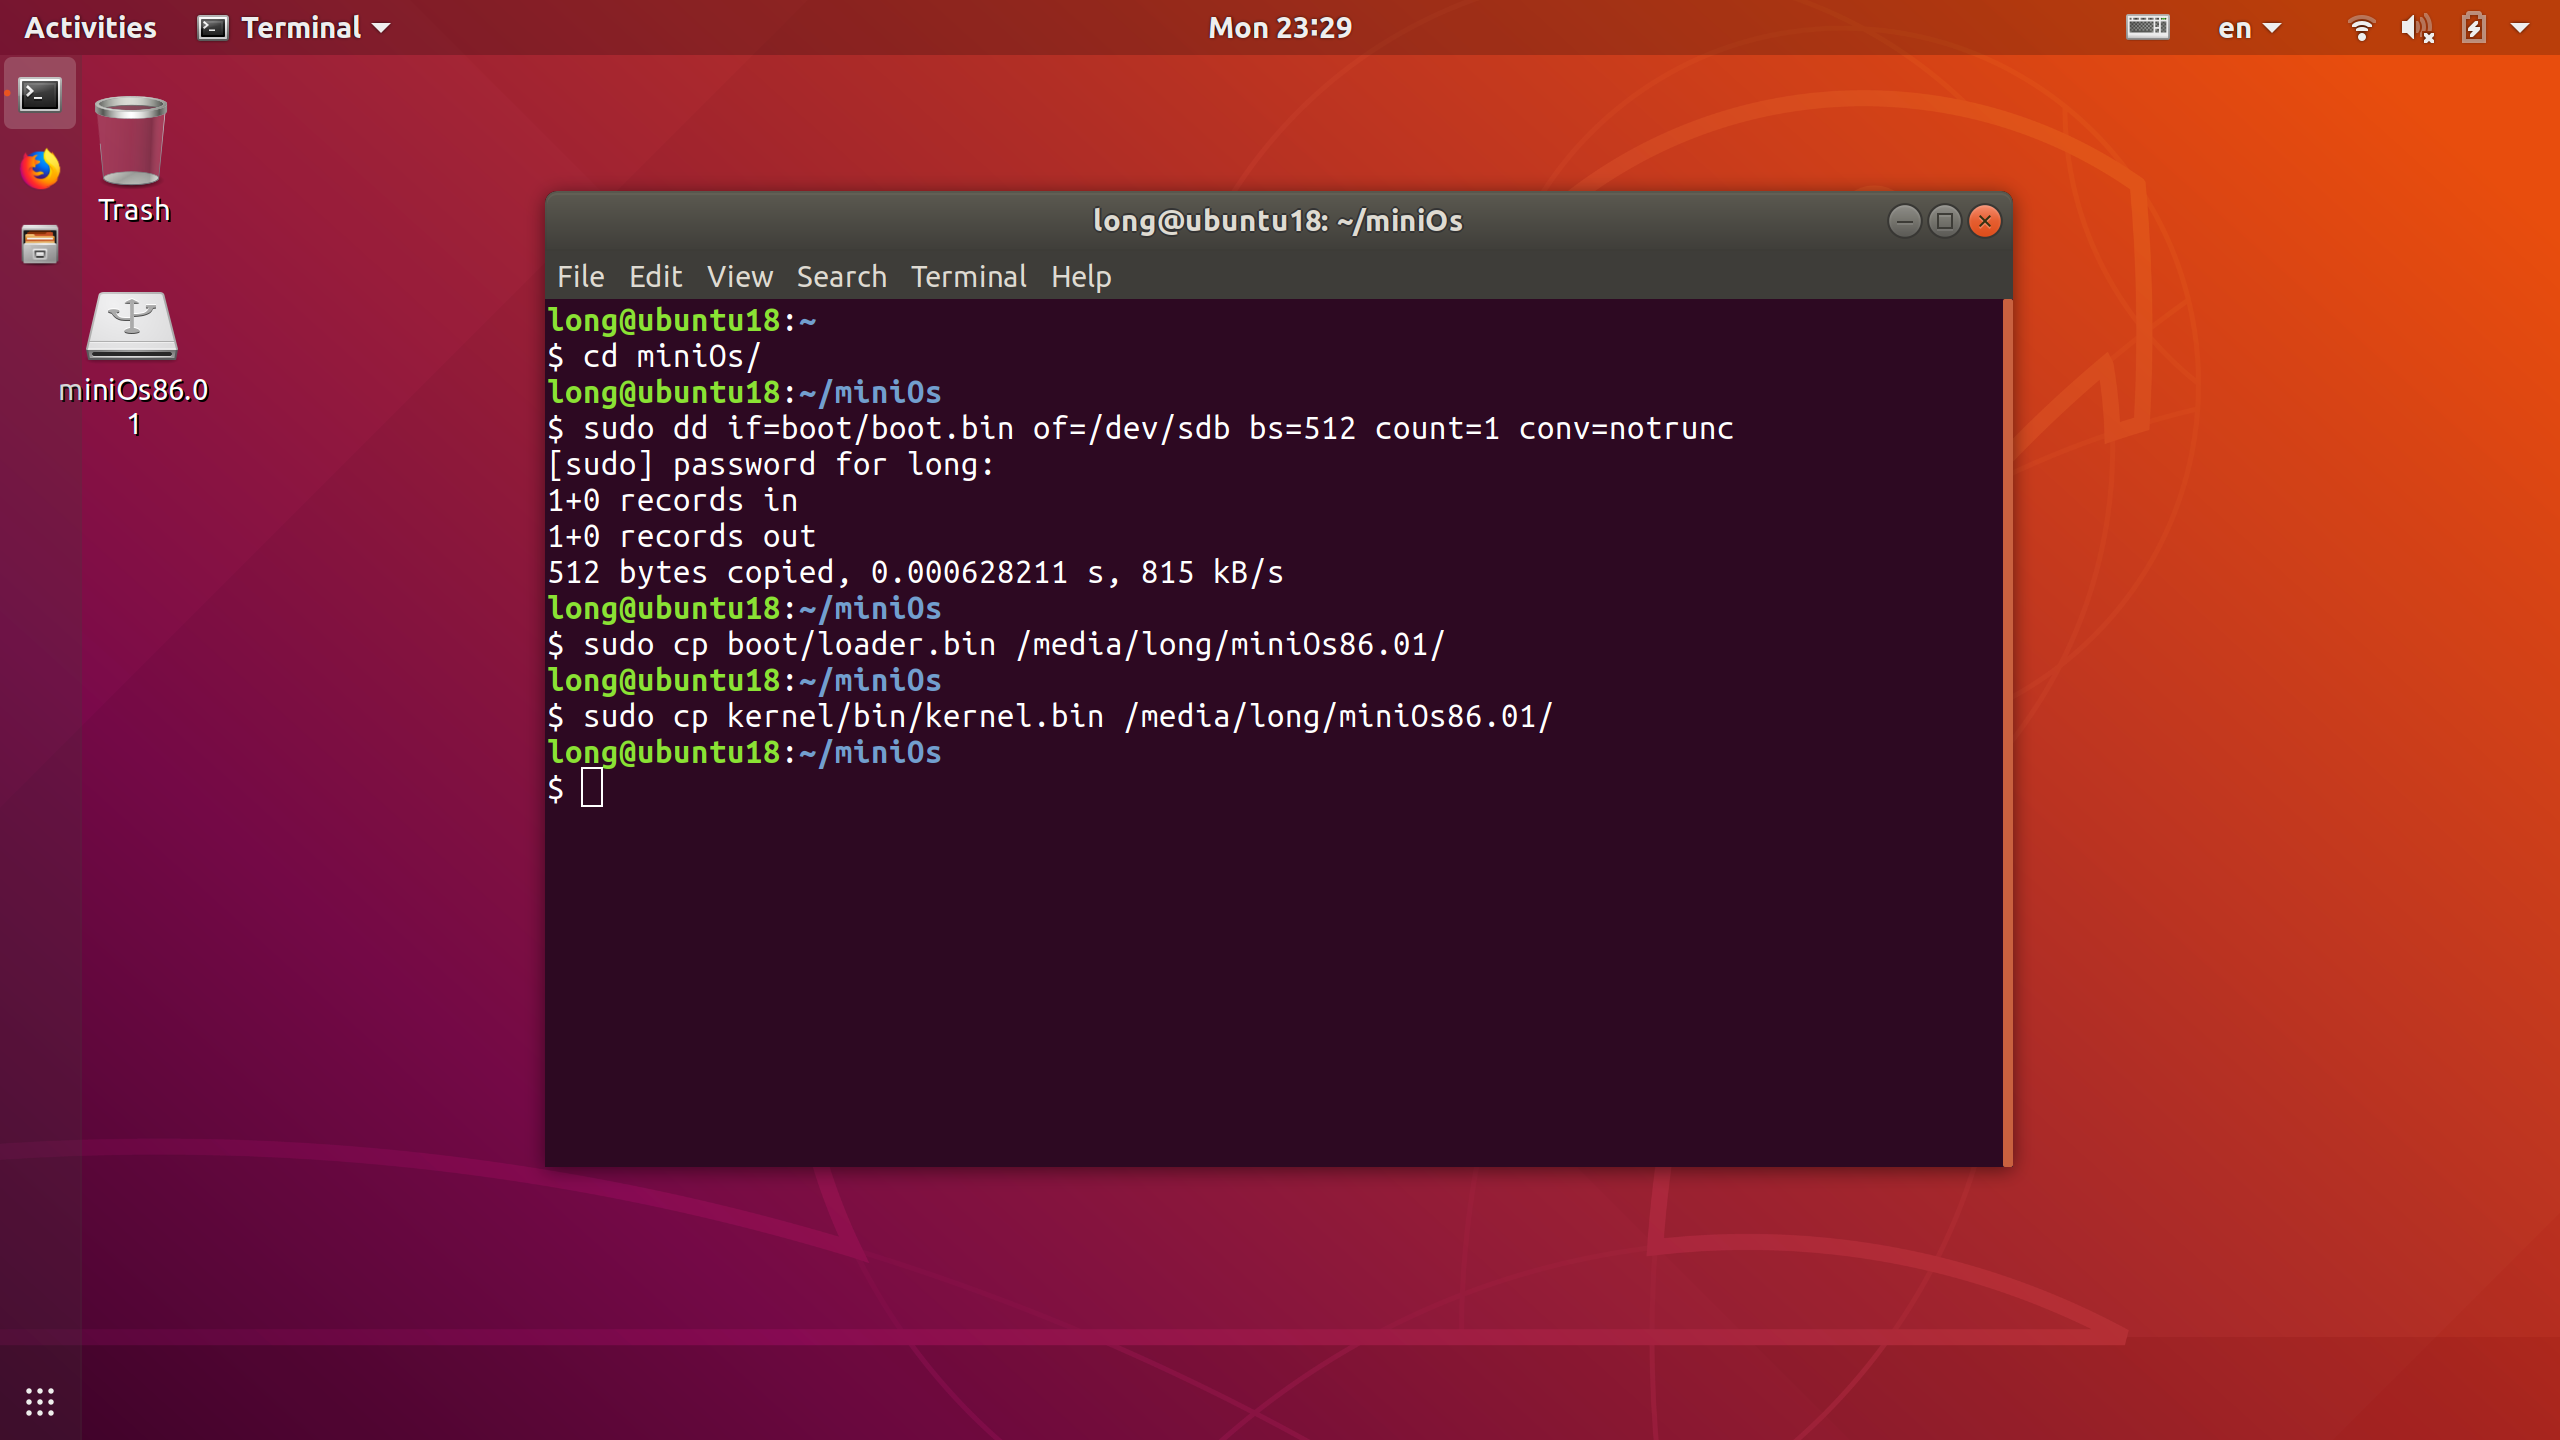 Activities Terminal Mon 23:29 en
Trash
miniOs86.0
1
long@ubuntu18: ~/miniOs
File Edit View Search Terminal Help
long@ubuntu18:~
$ cd miniOs/
long@ubuntu18:~/miniOs
$ sudo dd if=boot/boot.bin of=/dev/sdb bs=512 count=1 conv=notrunc
[sudo] password for long:
1+0 records in
1+0 records out
512 bytes copied, 0.000628211 s, 815 kB/s
long@ubuntu18:~/miniOs
$ sudo cp boot/loader.bin /media/long/miniOs86.01/
long@ubuntu18:~/miniOs
$ sudo cp kernel/bin/kernel.bin /media/long/miniOs86.01/
long@ubuntu18:~/miniOs
$